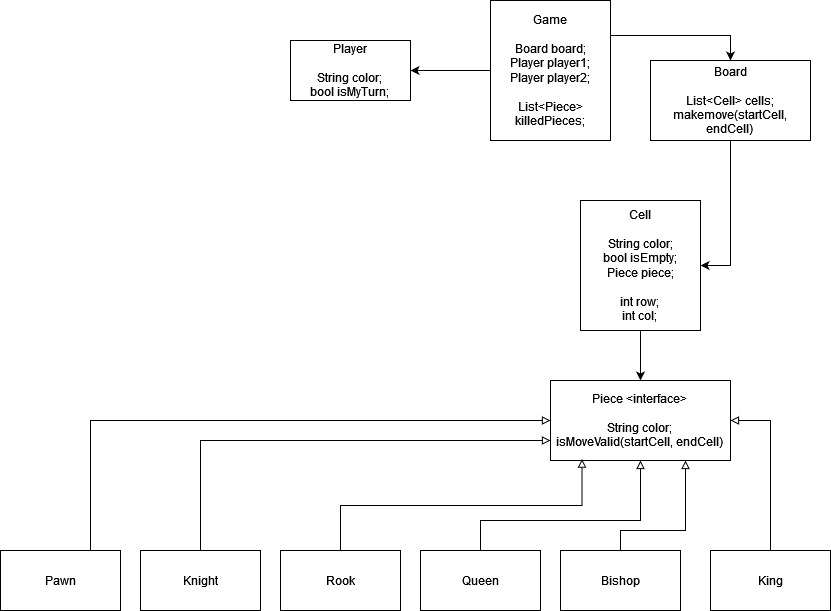 Game
Board board;
Player player1;
Player player2;
List<Piece>
killedPieces;
Player
String color;
bool isMyTurn;
Board
List<Cell> cells;
makemove(startCell,
endCell)
Cell
String color;
bool isEmpty;
Piece piece;
int row;
int col;
Piece <interface>
String color;
isMoveValid(startCell, endCell)
Pawn
Knight
Rook
Queen
Bishop
King